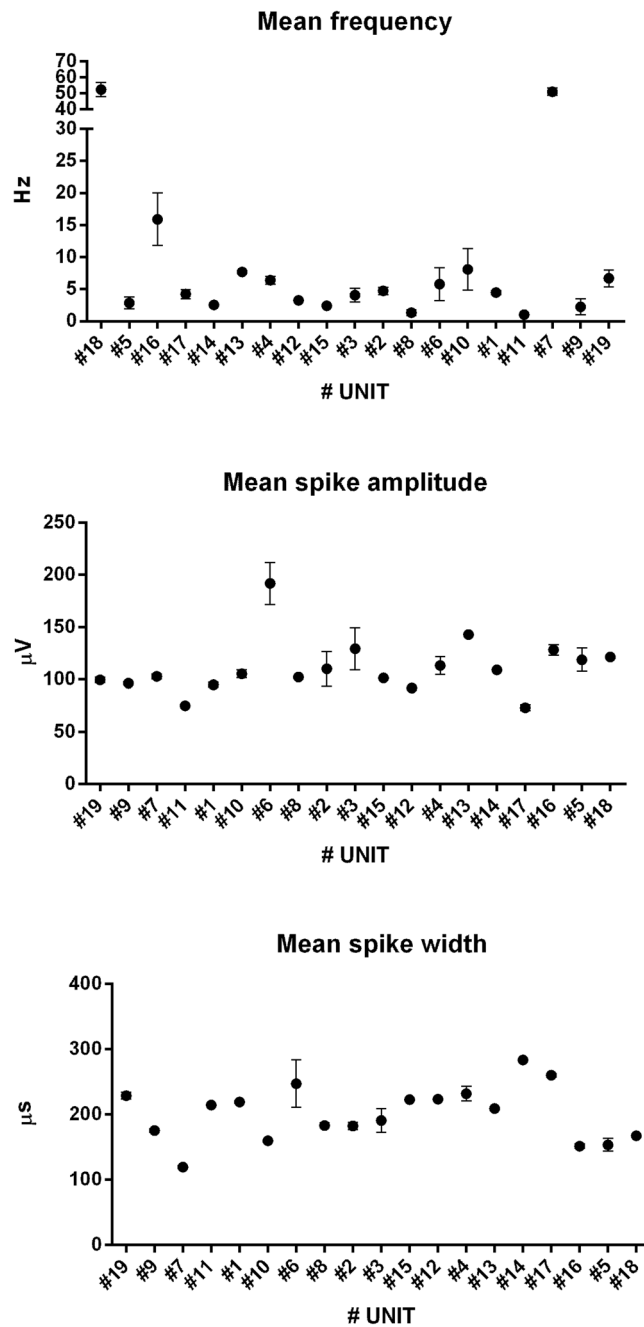 Mean frequency
70
60
50
40
30
25
20
15
10
5
0
Hz
#18 #5 #16 #17 #14 #13 #4 #12 #15 #3 #2 #8 #6 #10 #1 #11 #7 #9 #19
# UNIT
Mean spike amplitude
250
200
150
100
50
0
µV
#19 #9 #7 #11 #1 #10 #6 #8 #2 #3 #15 #12 #4 #13 #14 #17 #16 #5 #18
# UNIT
Mean spike width
400
300
200
100
0
µs
#19 #9 #7 #11 #1 #10 #6 #8 #2 #3 #15 #12 #4 #13 #14 #17 #16 #5 #18
# UNIT